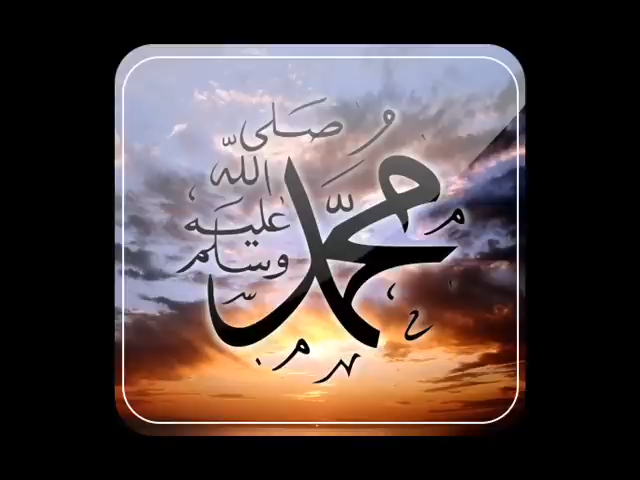 محمد
صلى
الله
عليه
وسلم